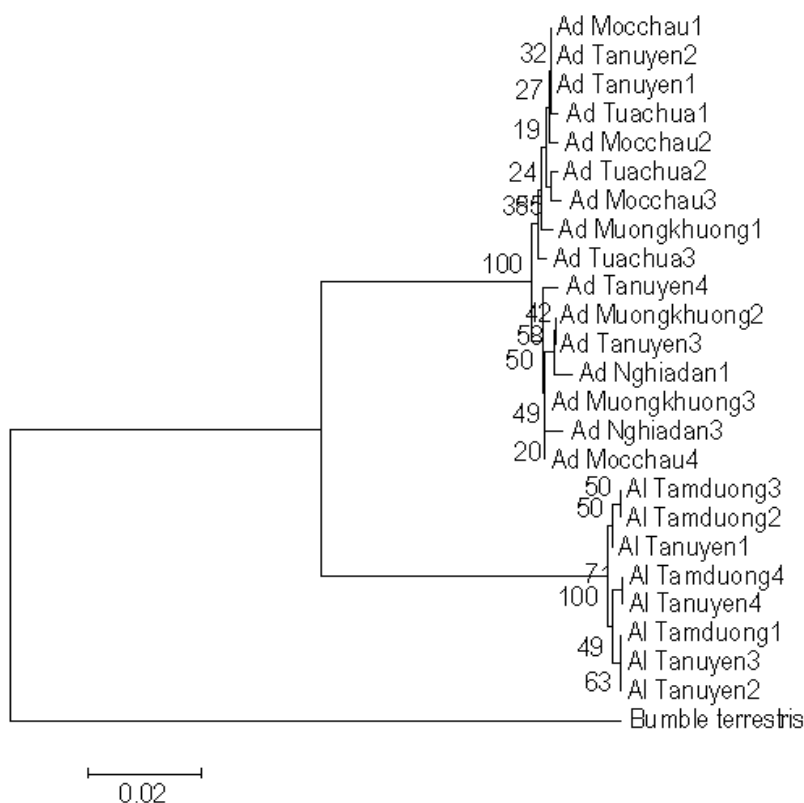 Ad Mocchau1
32
Ad Tanuyen2
27
Ad Tanuyen1
Ad Tuachua1
19
Ad Mocchau2
24
Ad Tuachua2
Ad Mocchau3
Ad Muongkhuong1
100
Ad Tuachua3
Ad Tanuyen4
42
Ad Muongkhuong2
58
Ad Tanuyen3
50
Ad Nghiadan1
Ad Muongkhuong3
49
Ad Nghiadan3
20
Ad Mocchau4
50
Al Tamduong3
50
Al Tamduong2
Al Tanuyen1
71
Al Tamduong4
100
Al Tanuyen4
Al Tamduong1
49
Al Tanuyen3
63
Al Tanuyen2
Bumble terrestris
0.02